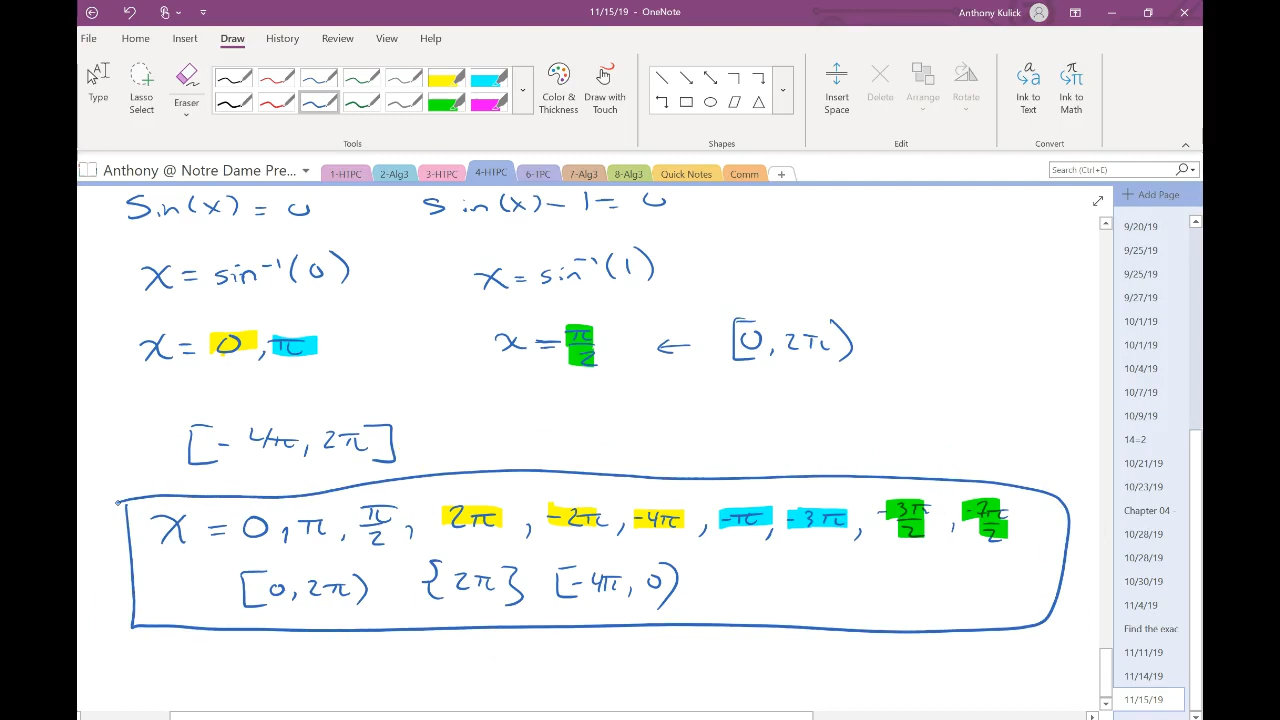 11/15/19 - OneNote
Anthony Kulick
File Home Insert Draw History Review View Help
Type
Lasso Select
Eraser
Color & Thickness
Draw with Touch
Insert Space
Delete
Arrange
Rotate
Ink to Text
Ink to Math
Tools
Shapes
Edit
Convert
Anthony @ Notre Dame Pre...
1-HTPC 2-Alg3 3-HTPC 4-HTPC 6-TPC 7-Alg3 8-Alg3 Quick Notes Comm
Search (Ctrl+E)
Add Page
Sin(x) = 0 sin(x) - 1 = 0
x = sin⁻¹(0) x = sin⁻¹(1)
x = 0, π x = π/2 ← [0, 2π)
[-4π, 2π]
x = 0, π, π/2, 2π, -2π, -4π, -π, -3π, -3π/2, -7π/2
[0, 2π) {2π} [-4π, 0)
9/20/19
9/25/19
9/25/19
9/27/19
10/1/19
10/1/19
10/4/19
10/7/19
10/9/19
14=2
10/21/19
10/23/19
Chapter 04 -
10/28/19
10/28/19
10/30/19
11/4/19
Find the exac
11/11/19
11/14/19
11/15/19